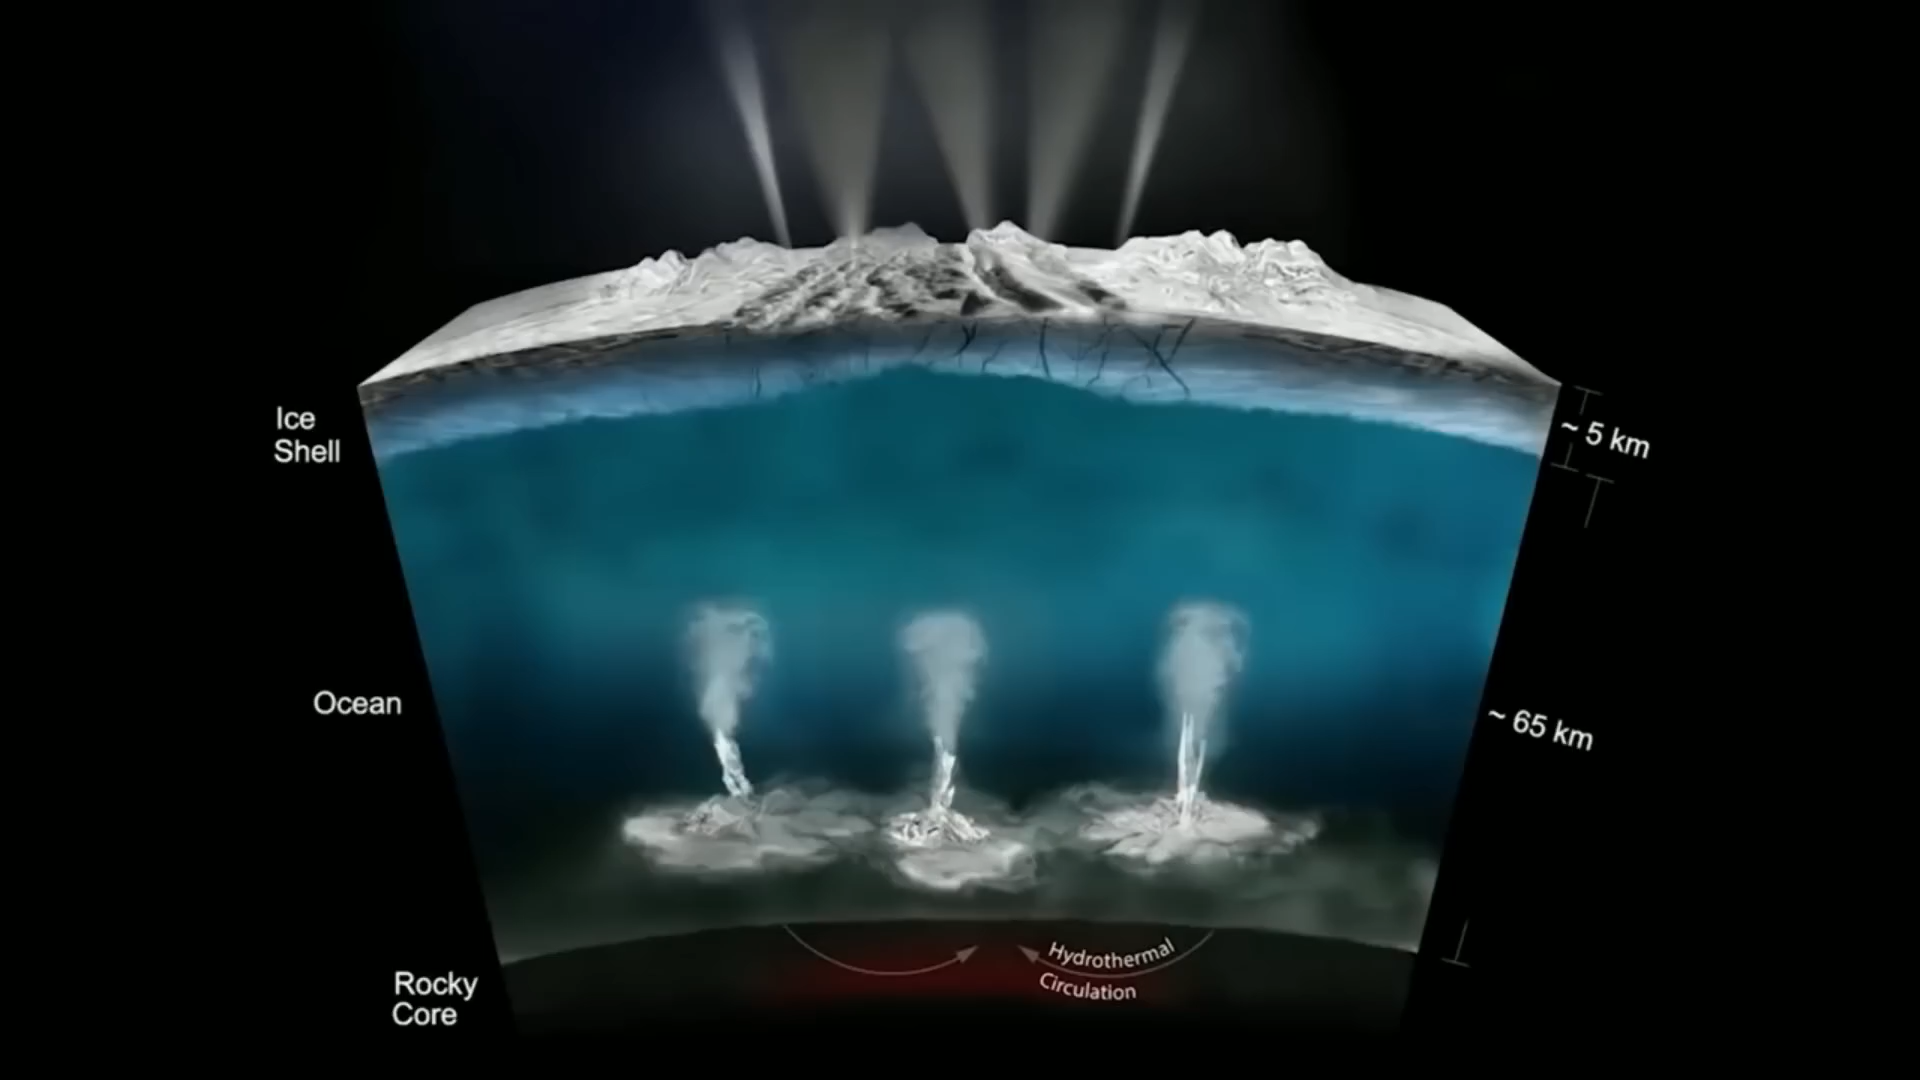 Ice
Shell
~ 5 km
Ocean
~ 65 km
Hydrothermal
Circulation
Rocky
Core